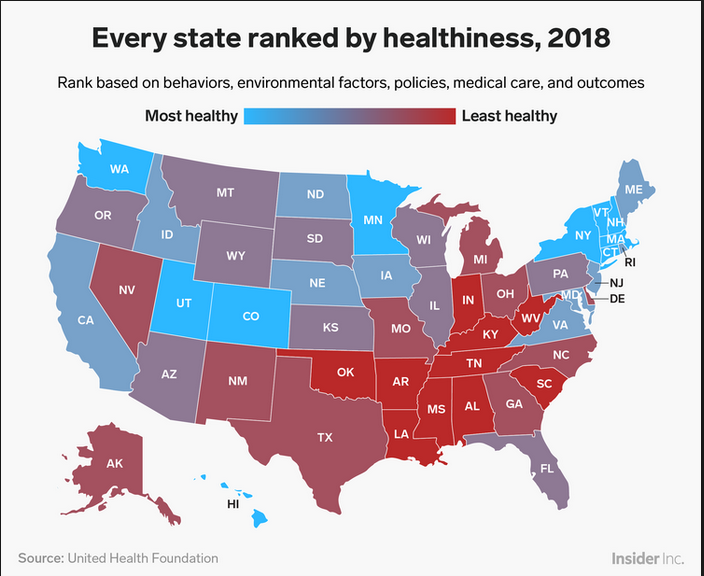 Every state ranked by healthiness, 2018
Rank based on behaviors, environmental factors, policies, medical care, and outcomes
Most healthy
Least healthy
WA
MT
ND
MN
ME
OR
ID
WY
SD
WI
MI
VT
NH
NY
MA
CT
RI
NV
UT
CO
NE
IA
IL
IN
OH
PA
NJ
MD
DE
CA
KS
MO
KY
WV
VA
AZ
NM
OK
AR
TN
NC
SC
TX
LA
MS
AL
GA
FL
AK
HI
Source: United Health Foundation
Insider Inc.